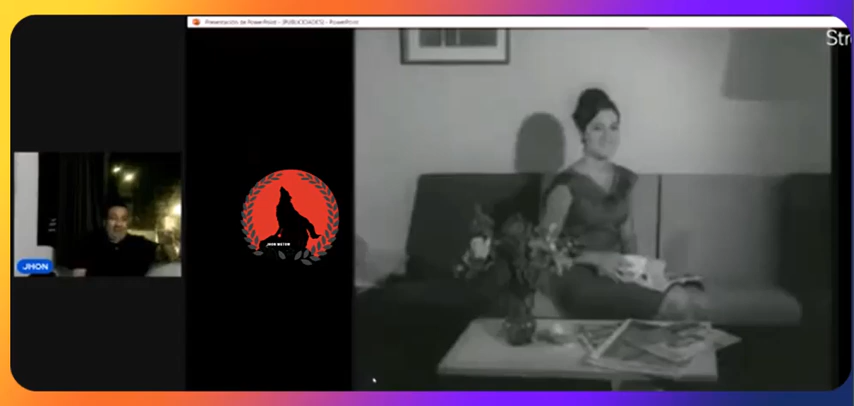 Presentación de PowerPoint - [PUBLICIDADES] - PowerPoint
Str
JHON